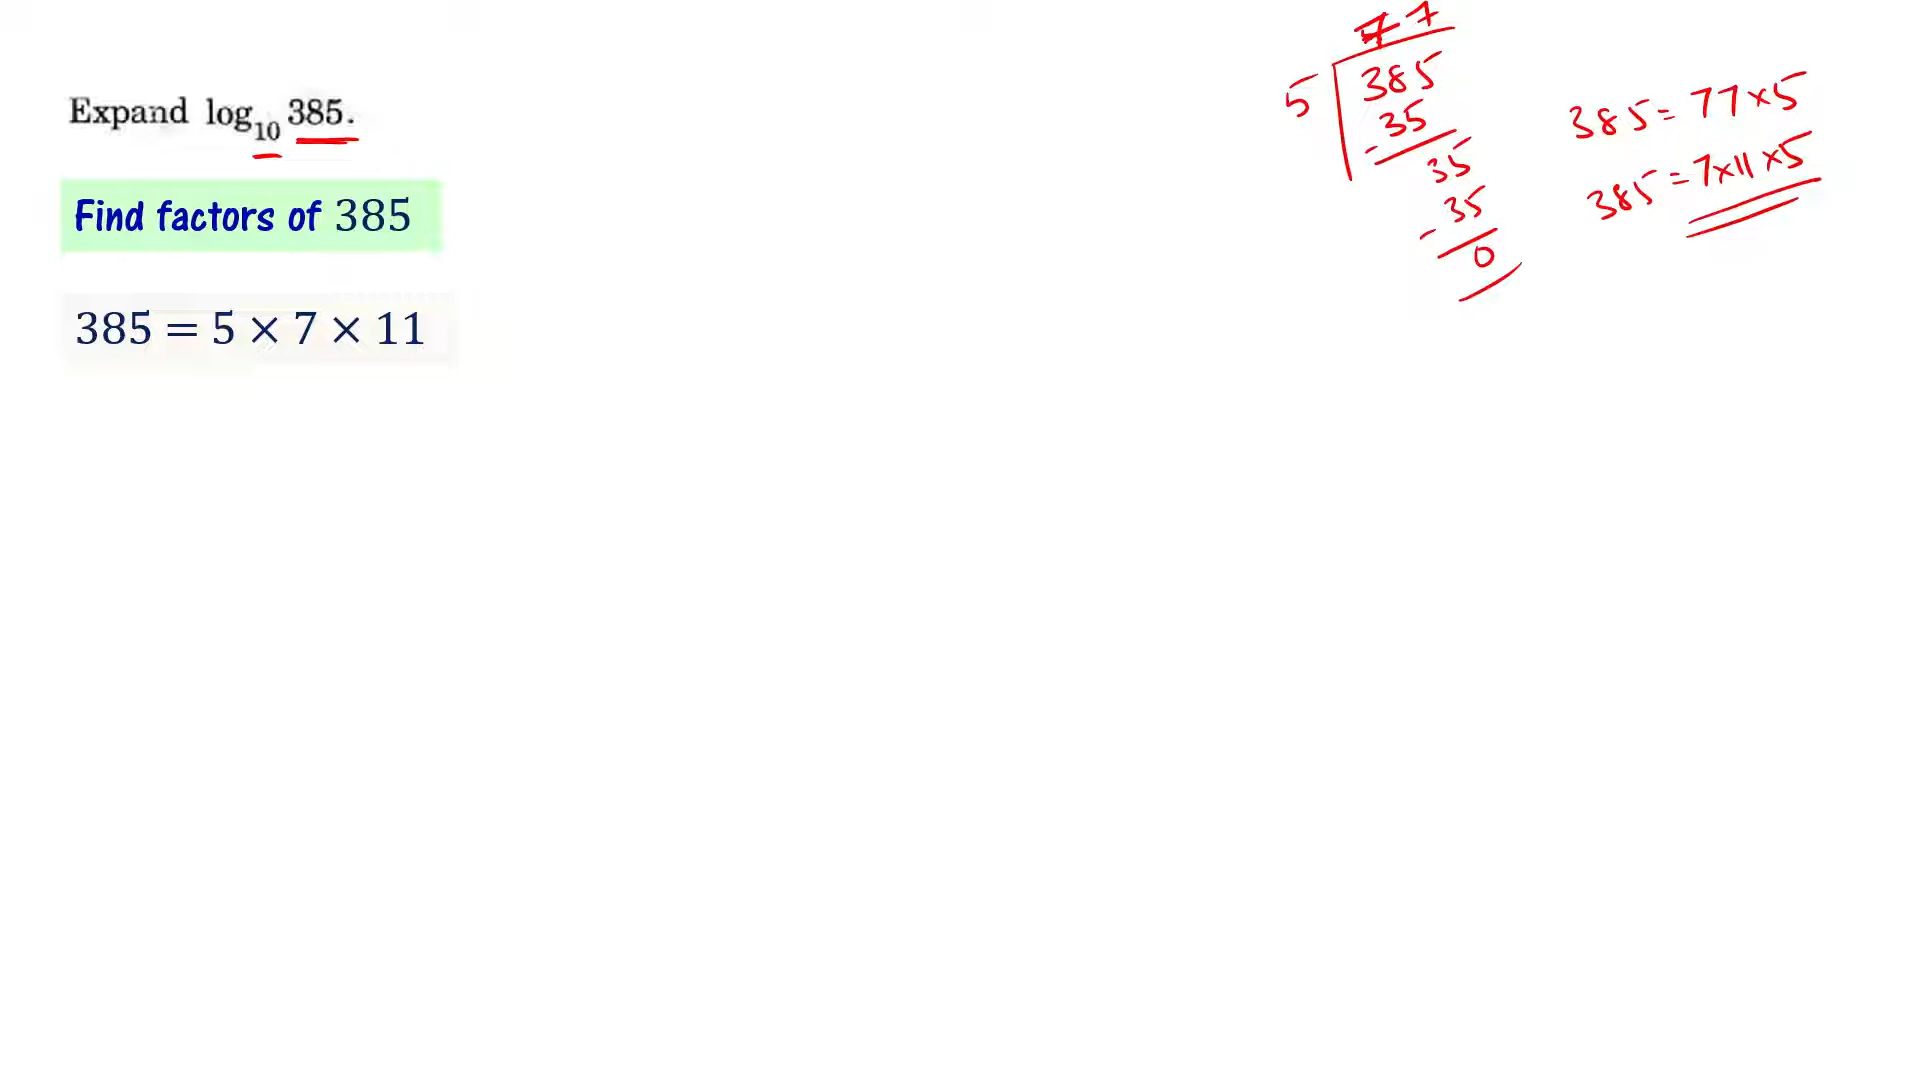 Expand log₁₀ 385.
Find factors of 385
385 = 5 × 7 × 11
77
5 385
- 35
35
- 35
0
385 = 77 × 5
385 = 7 × 11 × 5